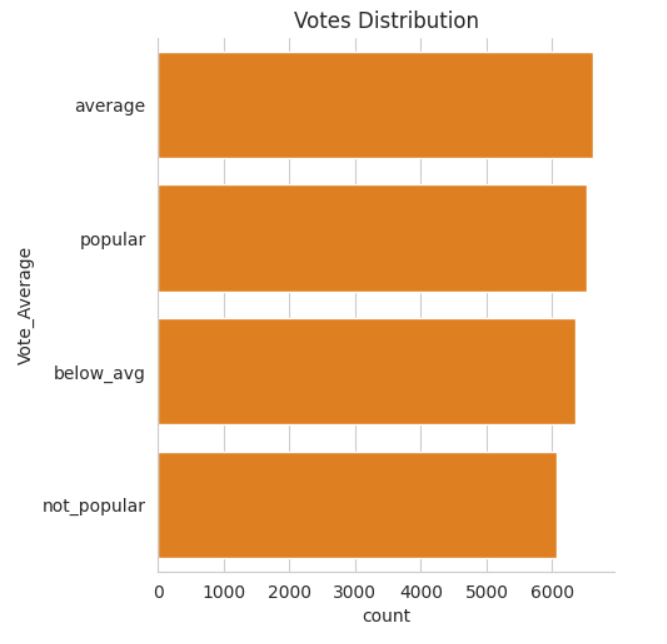 Votes Distribution
Vote_Average
average
popular
below_avg
not_popular
0 1000 2000 3000 4000 5000 6000
count